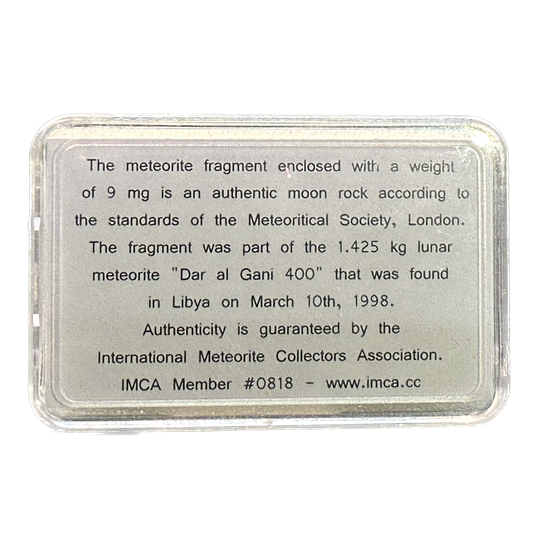 The meteorite fragment enclosed with a weight
of 9 mg is an authentic moon rock according to
the standards of the Meteoritical Society, London.
The fragment was part of the 1.425 kg lunar
meteorite "Dar al Gani 400" that was found
in Libya on March 10th, 1998.
Authenticity is guaranteed by the
International Meteorite Collectors Association.
IMCA Member #0818 - www.imca.cc